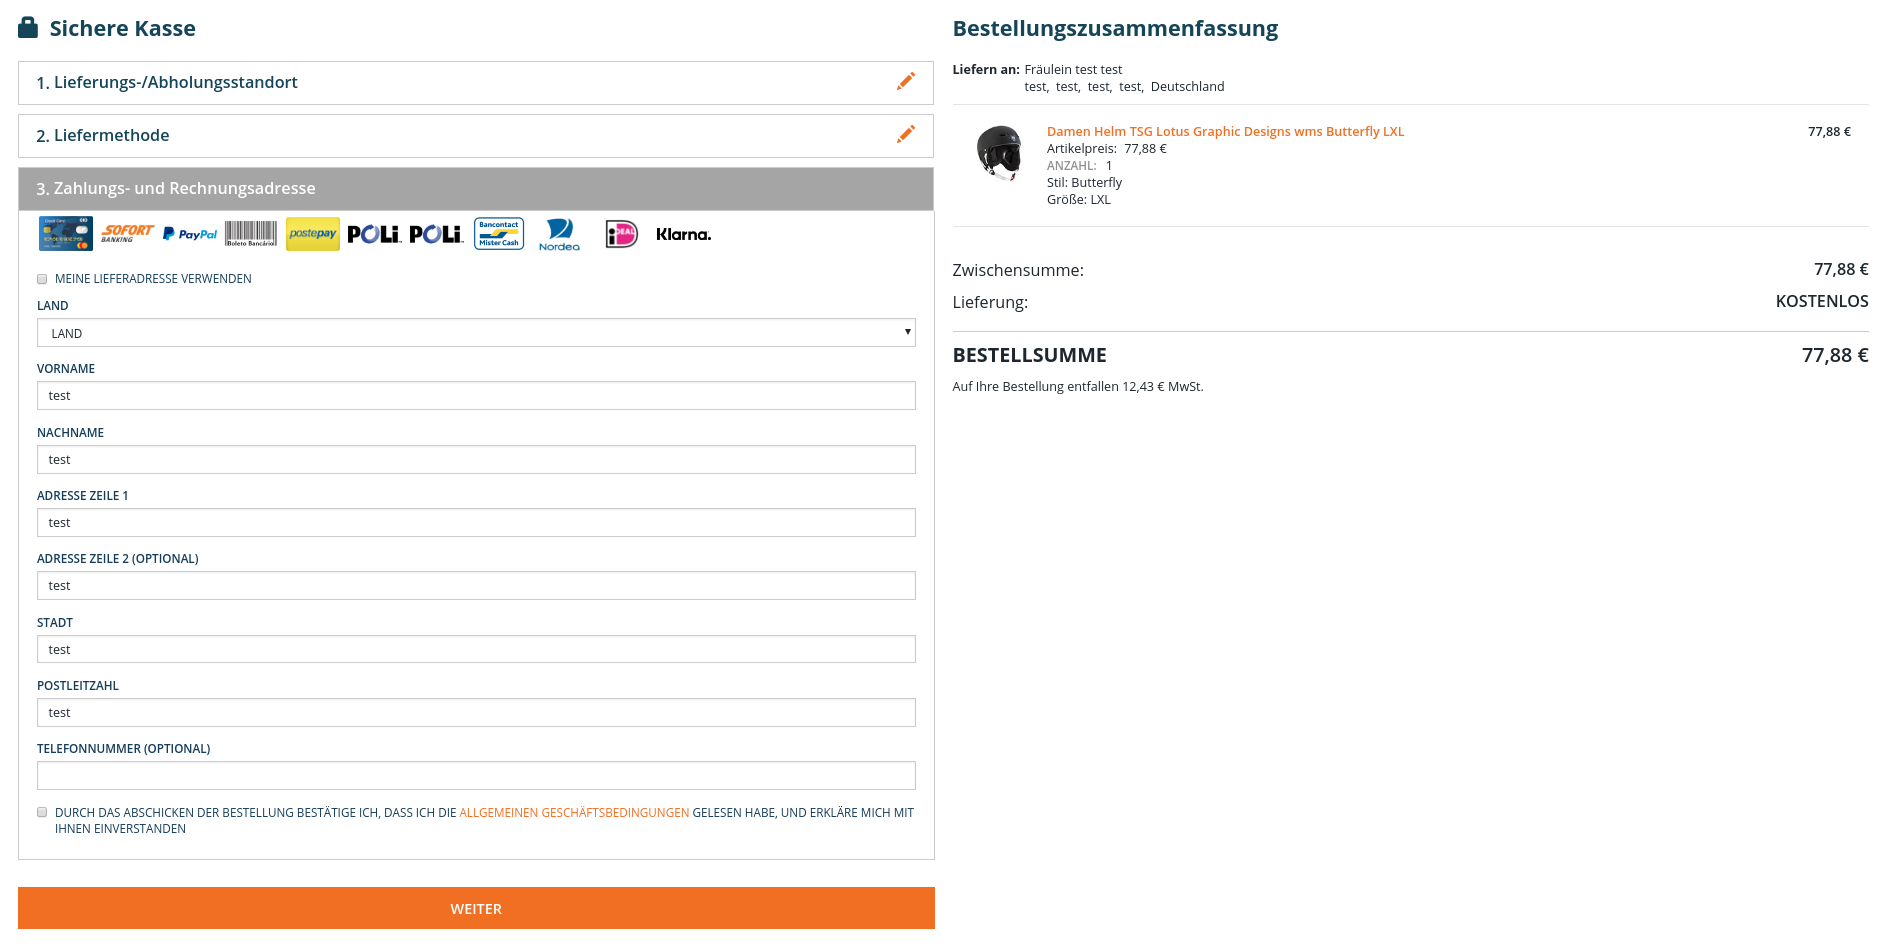 Sichere Kasse
1. Lieferungs-/Abholungsstandort
2. Liefermethode
3. Zahlungs- und Rechnungsadresse
SOFORT BANKING
PayPal
Boleto Bancário
postepay
POLi
POLi
Bancontact
Mister Cash
Nordea
iDEAL
Klarna.
MEINE LIEFERADRESSE VERWENDEN
LAND
LAND
VORNAME
test
NACHNAME
test
ADRESSE ZEILE 1
test
ADRESSE ZEILE 2 (OPTIONAL)
test
STADT
test
POSTLEITZAHL
test
TELEFONNUMMER (OPTIONAL)
DURCH DAS ABSCHICKEN DER BESTELLUNG BESTÄTIGE ICH, DASS ICH DIE ALLGEMEINEN GESCHÄFTSBEDINGUNGEN GELESEN HABE, UND ERKLÄRE MICH MIT
IHNEN EINVERSTANDEN
WEITER
Bestellungszusammenfassung
Liefern an: Fräulein test test
test, test, test, test, Deutschland
Damen Helm TSG Lotus Graphic Designs wms Butterfly LXL 77,88 €
Artikelpreis: 77,88 €
ANZAHL: 1
Stil: Butterfly
Größe: LXL
Zwischensumme: 77,88 €
Lieferung: KOSTENLOS
BESTELLSUMME 77,88 €
Auf Ihre Bestellung entfallen 12,43 € MwSt.